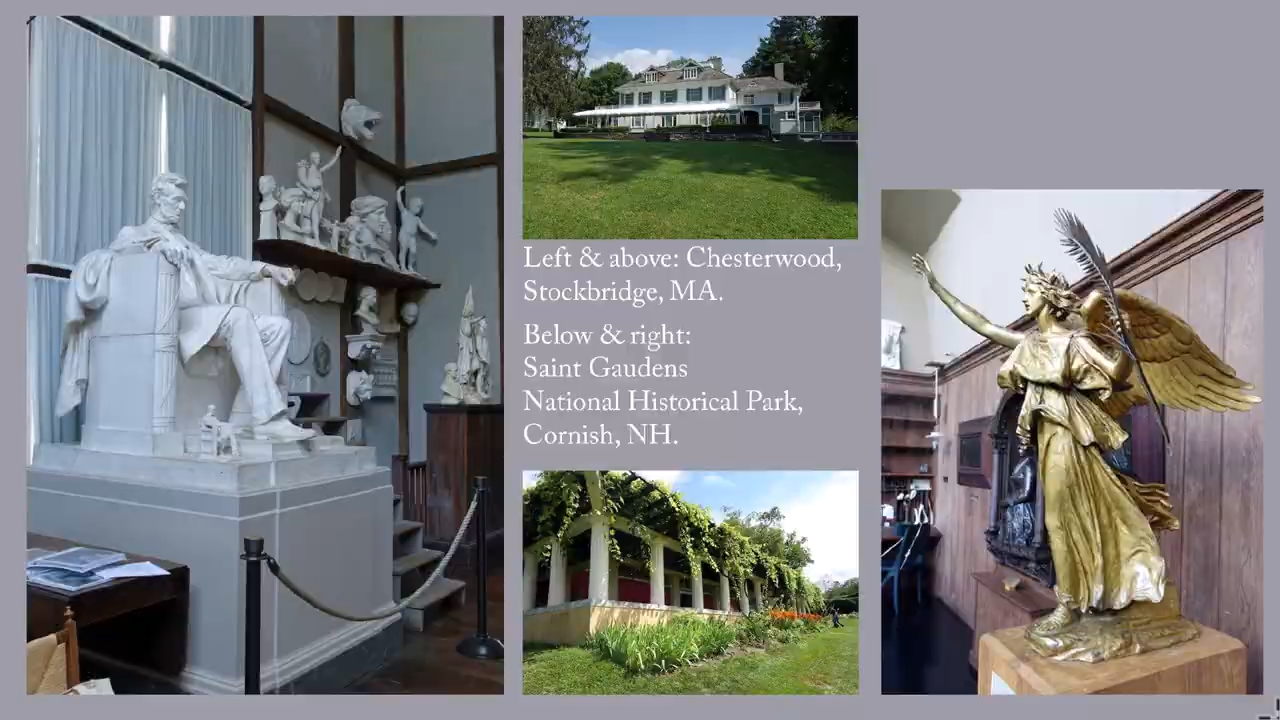 Left & above: Chesterwood,
Stockbridge, MA.
Below & right:
Saint Gaudens
National Historical Park,
Cornish, NH.